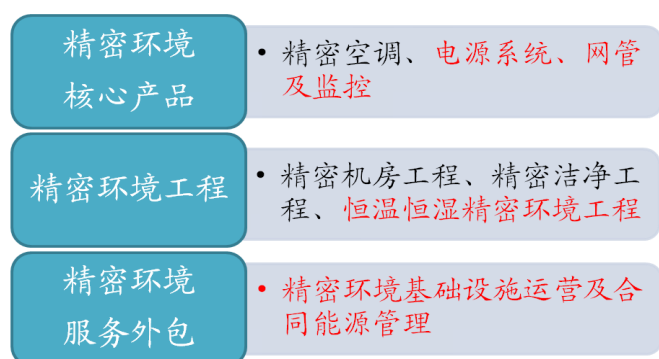 精密环境
核心产品
• 精密空调、电源系统、网管
及监控
精密环境工程
• 精密机房工程、精密洁净工
程、恒温恒湿精密环境工程
精密环境
服务外包
• 精密环境基础设施运营及合
同能源管理